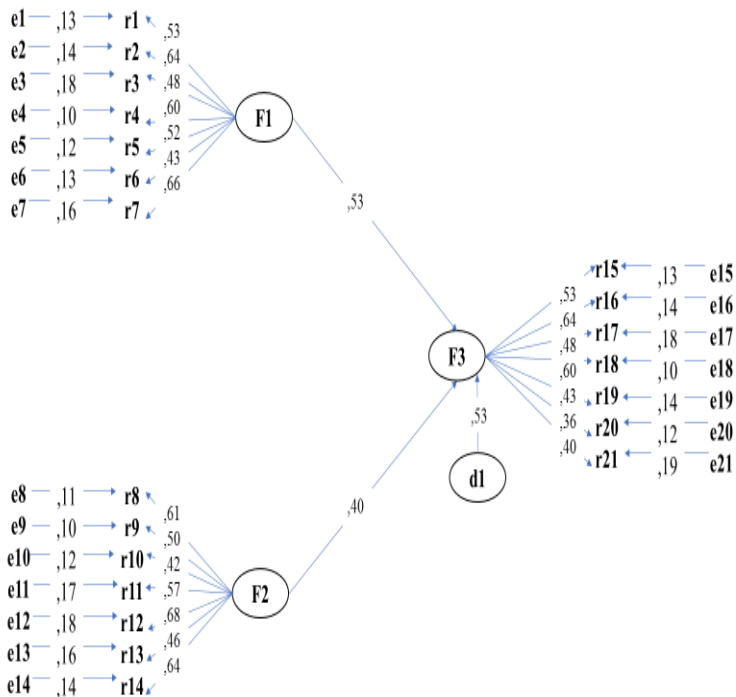 e1 ,13 r1 ,53
e2 ,14 r2 ,64
e3 ,18 r3 ,48
e4 ,10 r4 ,60
e5 ,12 r5 ,52
e6 ,13 r6 ,43
e7 ,16 r7 ,66
F1
,53
,53 r15 ,13 e15
,64 r16 ,14 e16
,48 r17 ,18 e17
,60 r18 ,10 e18
,43 r19 ,14 e19
,36 r20 ,12 e20
,40 r21 ,19 e21
F3
,53
d1
,40
e8 ,11 r8 ,61
e9 ,10 r9 ,50
e10 ,12 r10 ,42
e11 ,17 r11 ,57
e12 ,18 r12 ,68
e13 ,16 r13 ,46
e14 ,14 r14 ,64
F2